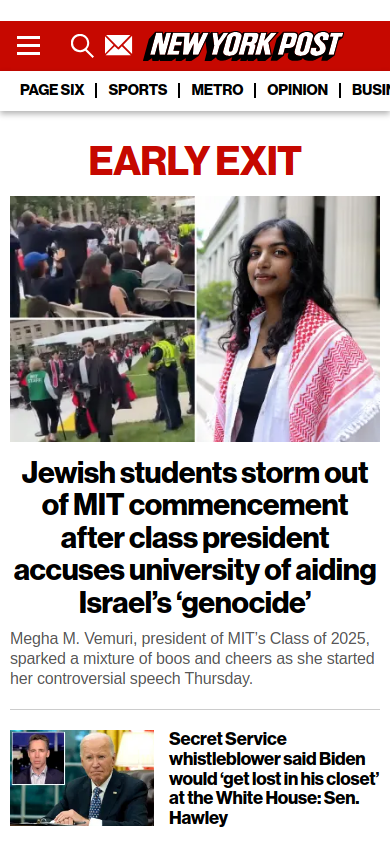 NEW YORK POST
PAGE SIX
SPORTS
METRO
OPINION
BUSI
EARLY EXIT
Jewish students storm out
of MIT commencement
after class president
accuses university of aiding
Israel’s ‘genocide’
Megha M. Vemuri, president of MIT’s Class of 2025,
sparked a mixture of boos and cheers as she started
her controversial speech Thursday.
Secret Service
whistleblower said Biden
would ‘get lost in his closet’
at the White House: Sen.
Hawley